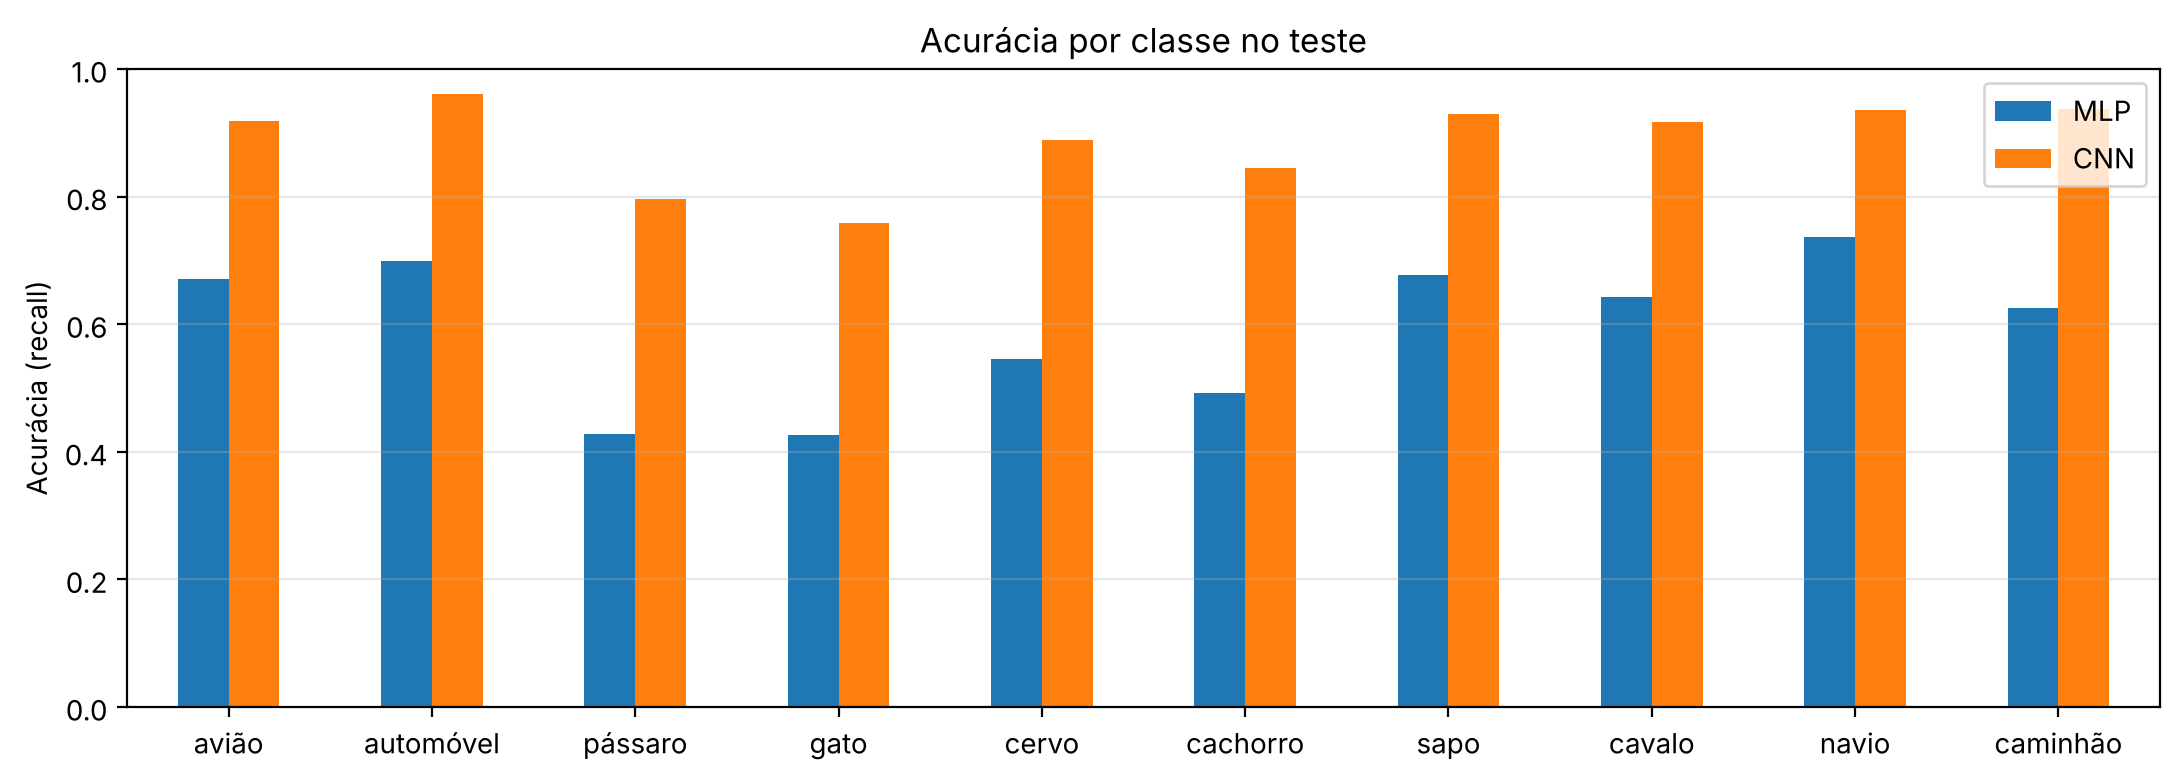 Acurácia por classe no teste
Acurácia (recall)
1.0
0.8
0.6
0.4
0.2
0.0
MLP
CNN
avião automóvel pássaro gato cervo cachorro sapo cavalo navio caminhão